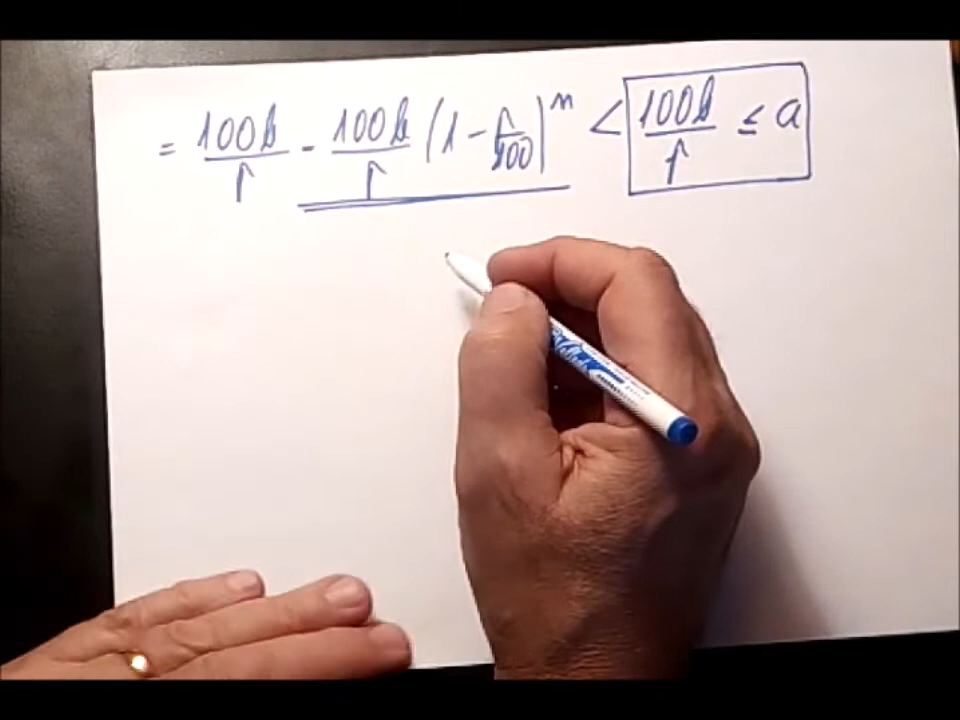 = 100b/r - 100b/r (1 - r/100)^n < 100b/r ≤ a